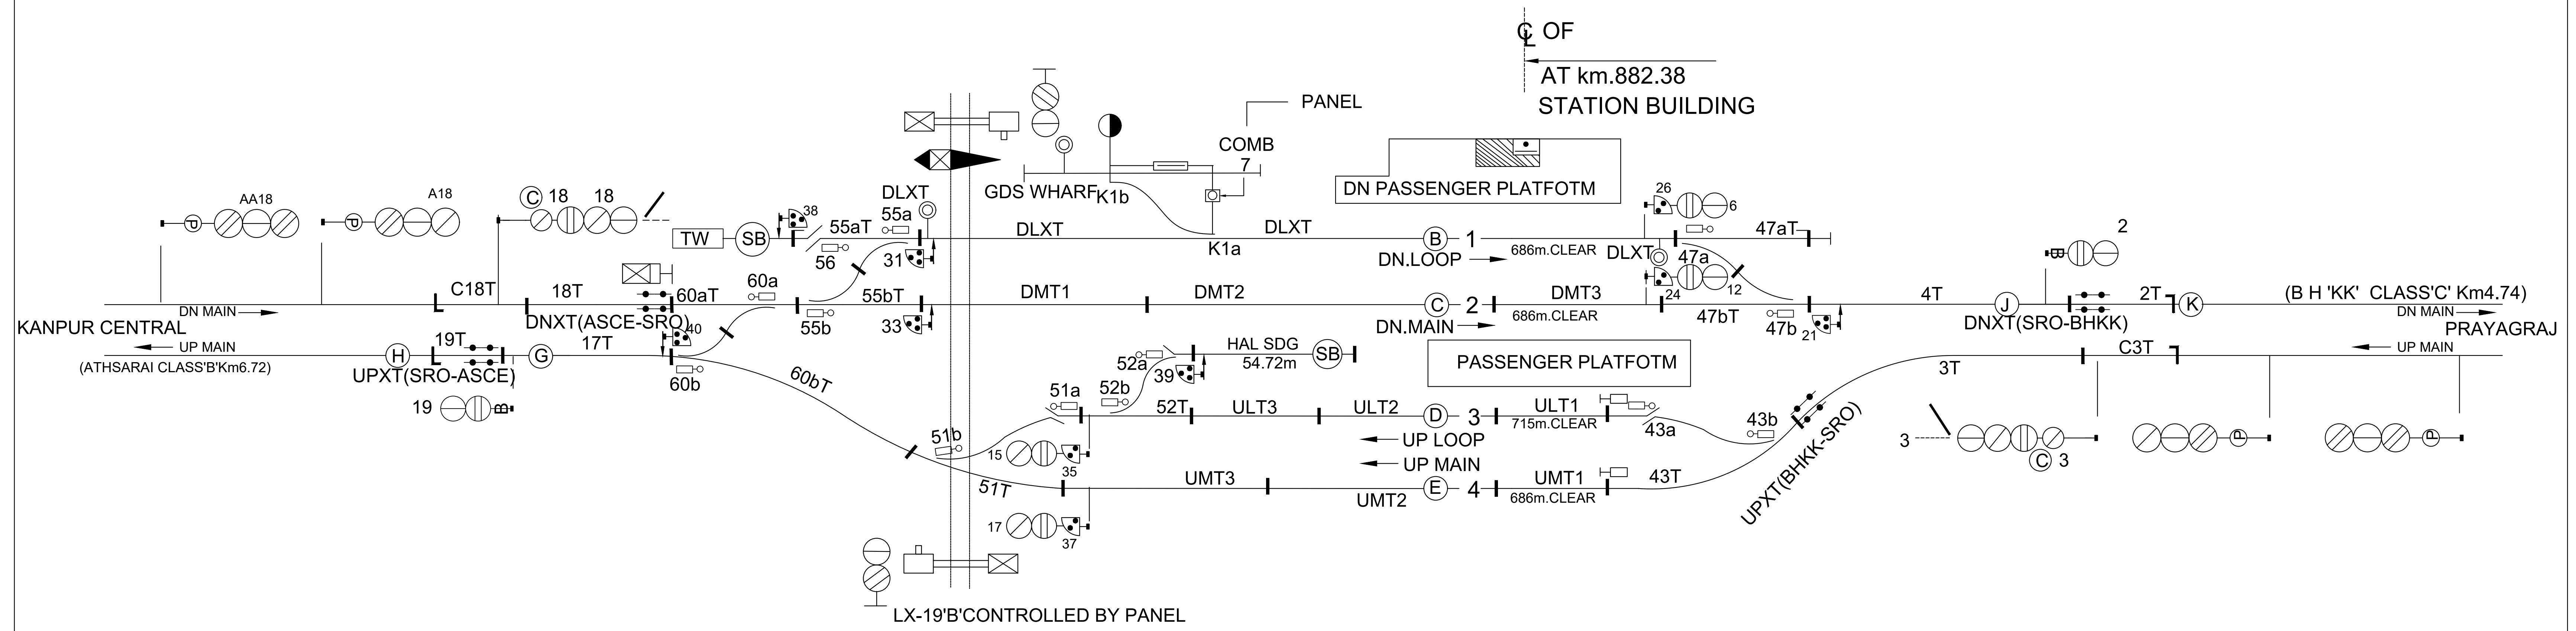 ℄ OF
AT km.882.38
STATION BUILDING
PANEL
COMB
7
GDS WHARF
K1b
K1a
DN PASSENGER PLATFOTM
AA18
A18
C 18 18
P
P
TW
SB
38
55aT
55a
DLXT
56
31
DLXT
DLXT
B 1
686m.CLEAR
DN.LOOP
26
6
47aT
DLXT
47a
2
B
C18T
18T
60aT
60a
55bT
55b
33
DMT1
DMT2
C 2
DMT3
686m.CLEAR
DN.MAIN
24
12
47bT
47b
21
4T
J
2T
K
(B H 'KK' CLASS'C' Km4.74)
DN MAIN
PRAYAGRAJ
DNXT(SRO-BHKK)
DN MAIN
KANPUR CENTRAL
UP MAIN
(ATHSARAI CLASS'B'Km6.72)
DNXT(ASCE-SRO)
40
H
19T
G
17T
UPXT(SRO-ASCE)
60b
60bT
19
B
HAL SDG
54.72m
SB
52a
39
52b
51a
51b
52T
ULT3
ULT2
D 3
ULT1
715m.CLEAR
UP LOOP
UP MAIN
PASSENGER PLATFOTM
43a
43b
15
35
51T
UMT3
UMT2
E 4
UMT1
686m.CLEAR
43T
17
37
UPXT(BHKK-SRO)
3T
C3T
UP MAIN
3
C 3
P
P
LX-19'B'CONTROLLED BY PANEL